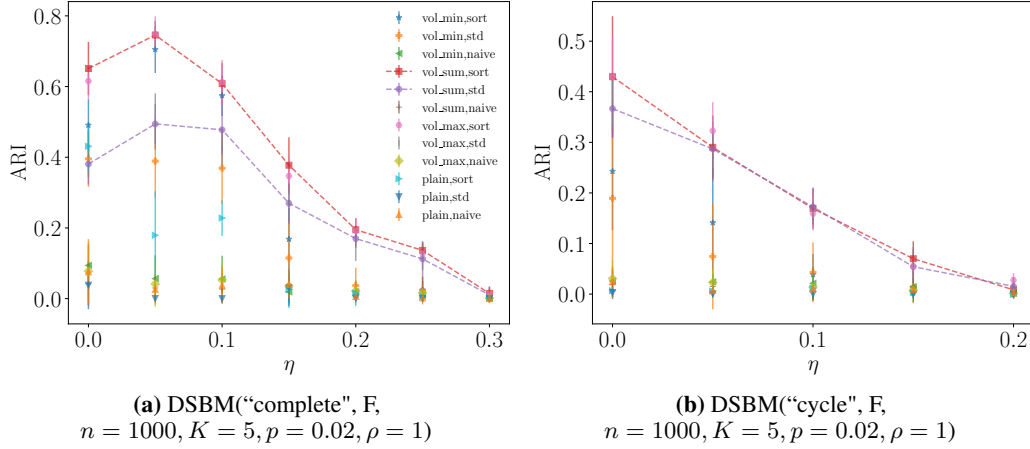 0.8
0.6
0.4
0.2
0.0
ARI
0.0
0.1
0.2
0.3
η
vol_min,sort
vol_min,std
vol_min,naive
vol_sum,sort
vol_sum,std
vol_sum,naive
vol_max,sort
vol_max,std
vol_max,naive
plain,sort
plain,std
plain,naive
(a) DSBM("complete", F,
n = 1000, K = 5, p = 0.02, ρ = 1)
0.5
0.4
0.3
0.2
0.1
0.0
ARI
0.0
0.1
0.2
η
(b) DSBM("cycle", F,
n = 1000, K = 5, p = 0.02, ρ = 1)